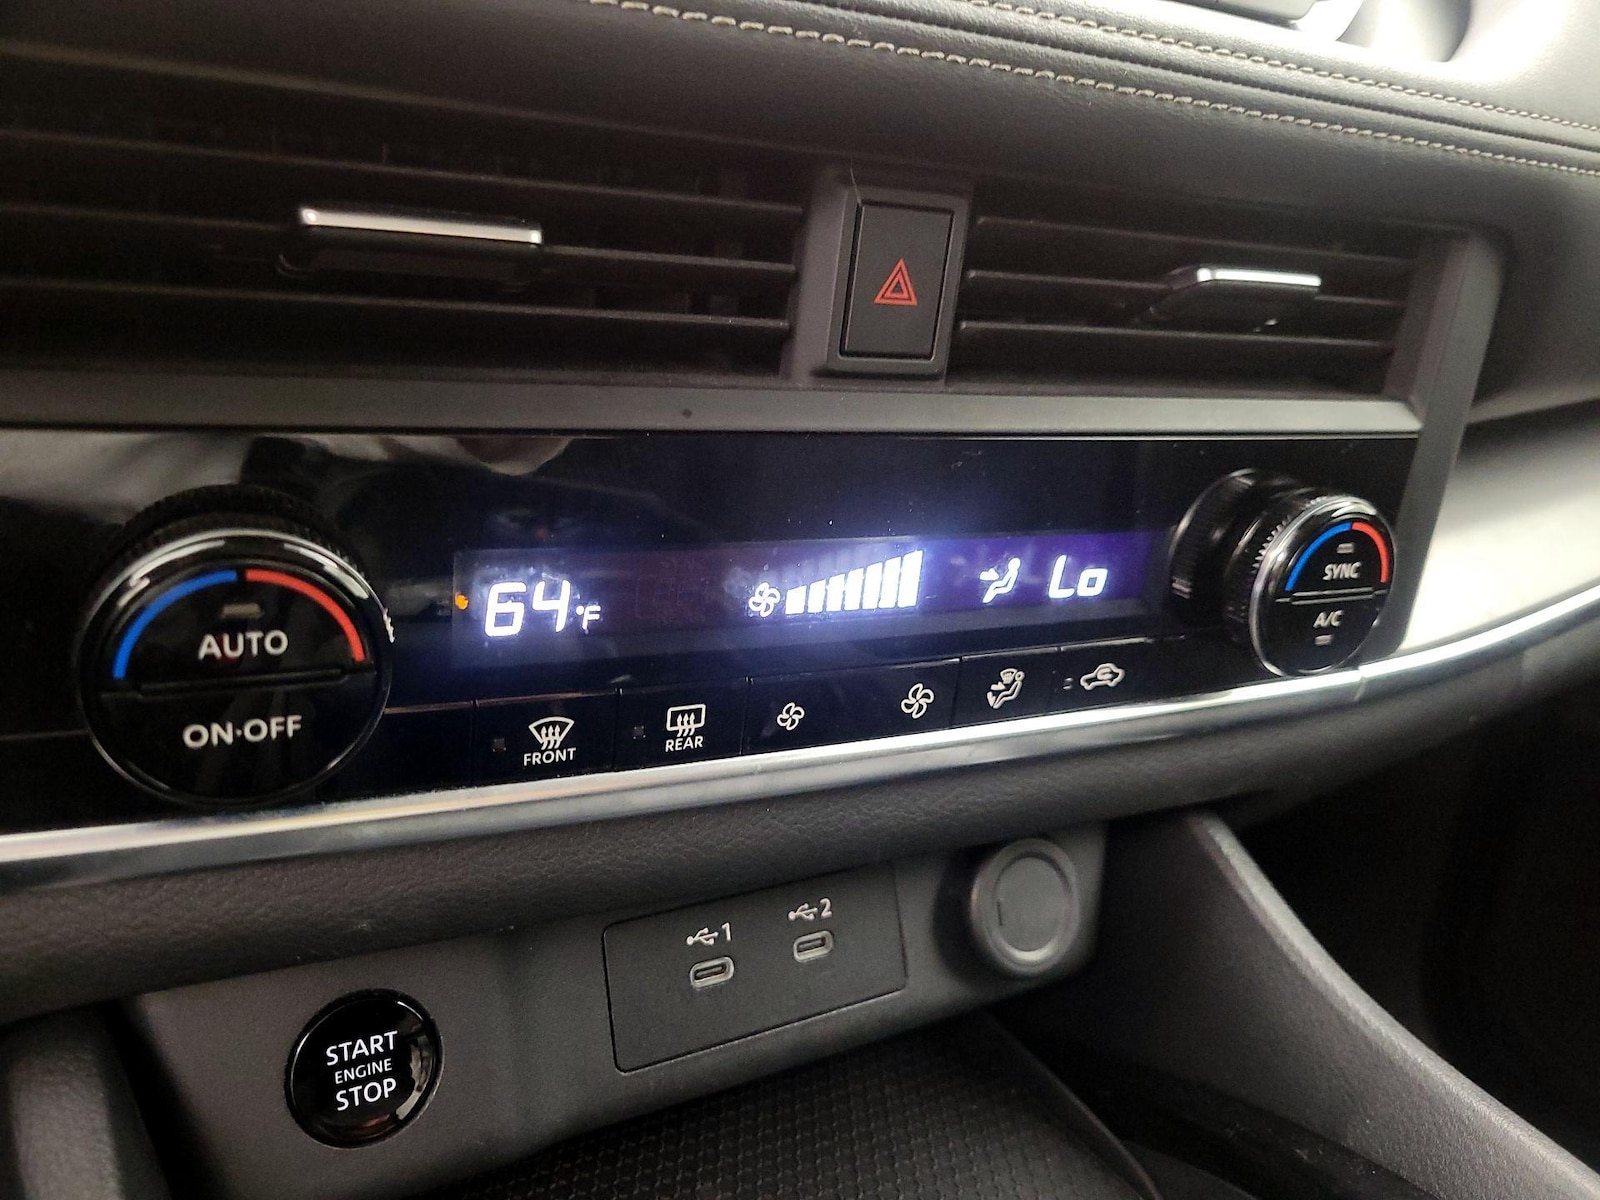 64°F
Lo
AUTO
ON·OFF
SYNC
A/C
FRONT
REAR
1
2
START
ENGINE
STOP